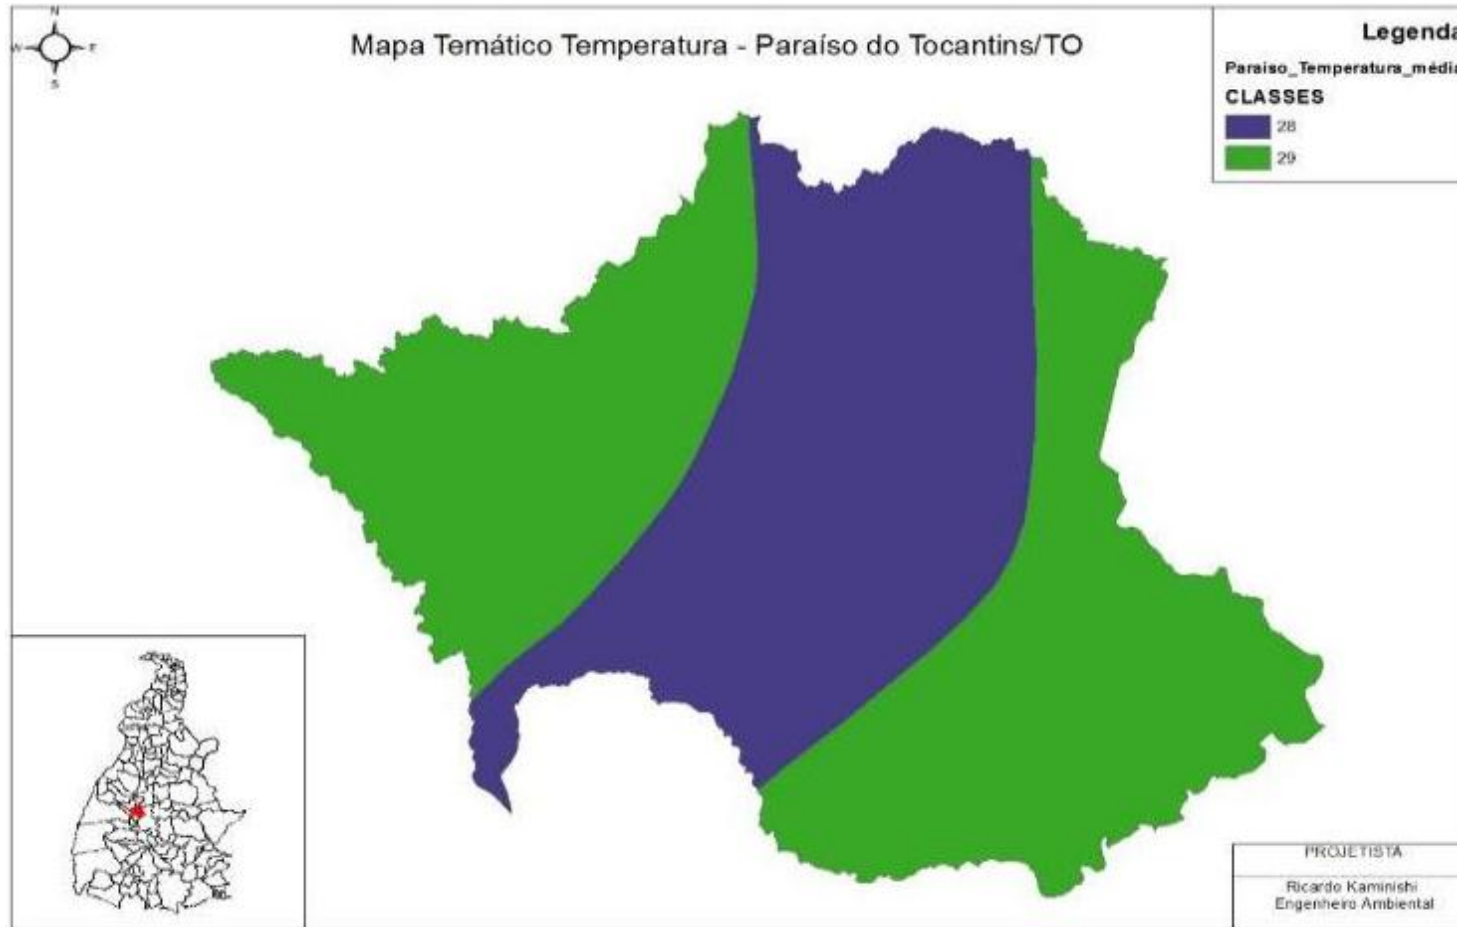 N
W E
S
Mapa Temático Temperatura - Paraíso do Tocantins/TO
Legenda
Paraiso_Temperatura_média
CLASSES
28
29
PROJETISTA
Ricardo Kaminishi
Engenheiro Ambiental